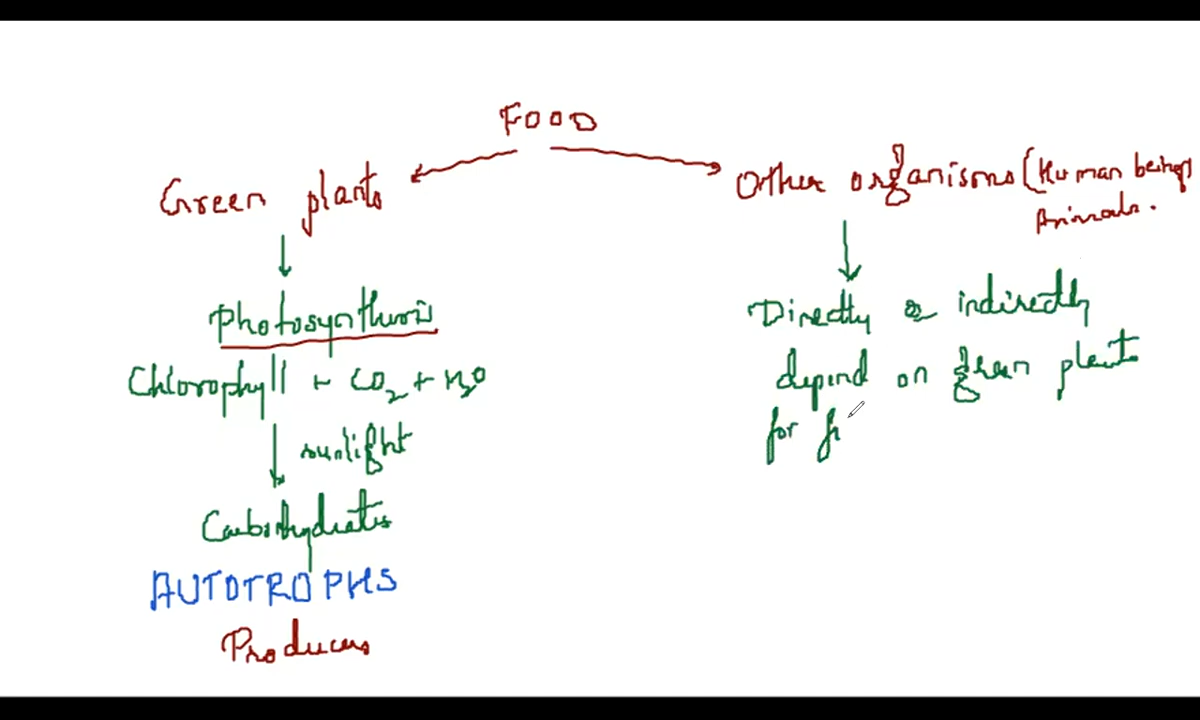 FOOD
Green plants
Other organisms (Human beings
Animals.
Photosynthesis
Directly or indirectly
Chlorophyll + CO2 + H2O
depend on green plants
sunlight
for f
Carbohydrates
AUTOTROPHS
Producers